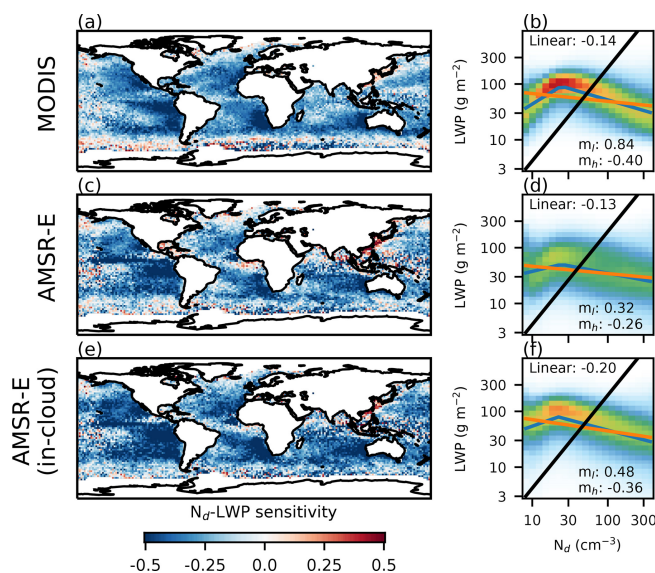 (a)
(b)
MODIS
LWP (g m⁻²)
300
100
30
10
3
Linear: -0.14
mₗ: 0.84
mₕ: -0.40
(c)
(d)
AMSR-E
LWP (g m⁻²)
300
100
30
10
3
Linear: -0.13
mₗ: 0.32
mₕ: -0.26
(e)
(f)
AMSR-E
(in-cloud)
LWP (g m⁻²)
300
100
30
10
3
Linear: -0.20
mₗ: 0.48
mₕ: -0.36
10 30 100 300
N_d (cm⁻³)
N_d-LWP sensitivity
-0.5 -0.25 0.0 0.25 0.5